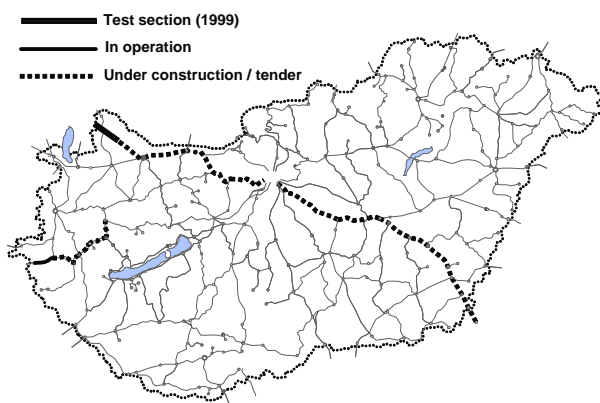 Test section (1999)
In operation
Under construction / tender